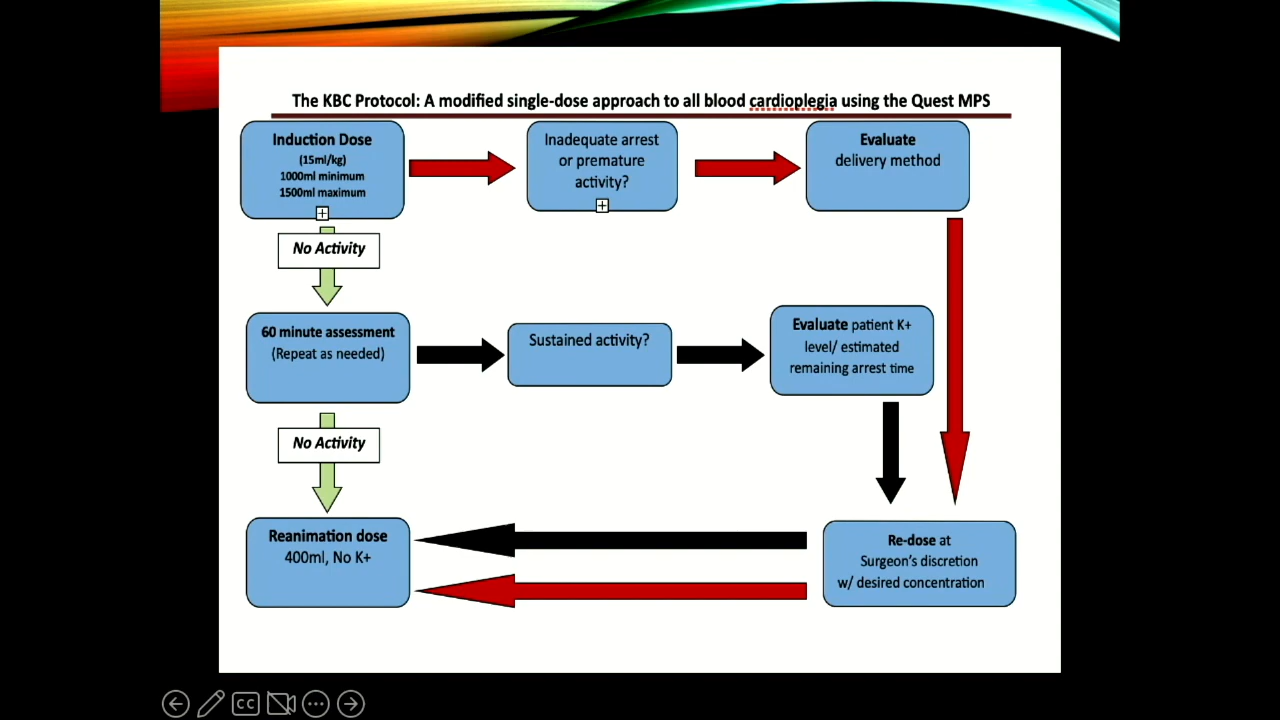 The KBC Protocol: A modified single-dose approach to all blood cardioplegia using the Quest MPS
Induction Dose
(15ml/kg)
1000ml minimum
1500ml maximum
Inadequate arrest
or premature
activity?
Evaluate
delivery method
No Activity
60 minute assessment
(Repeat as needed)
Sustained activity?
Evaluate patient K+
level/ estimated
remaining arrest time
No Activity
Reanimation dose
400ml, No K+
Re-dose at
Surgeon’s discretion
w/ desired concentration
CC